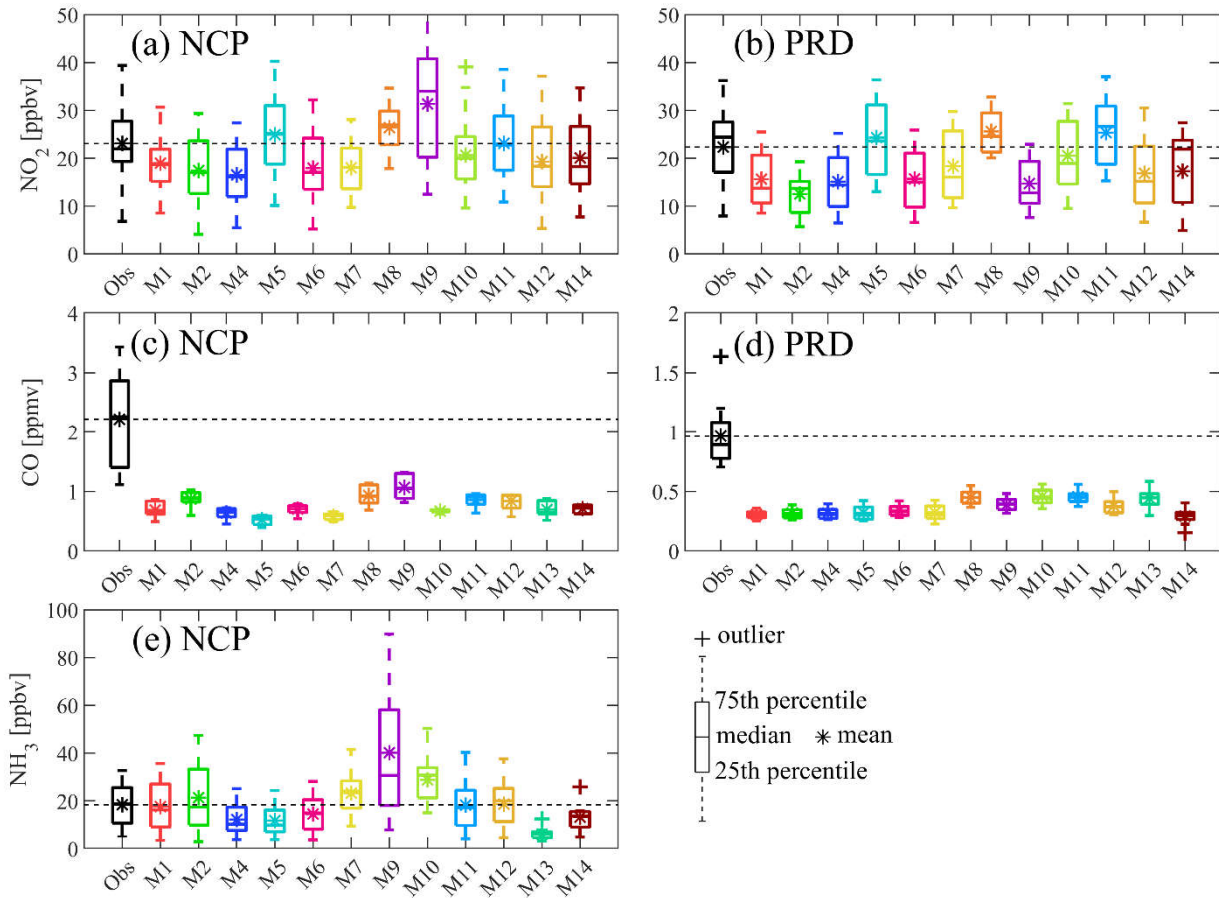 (a) NCP
NO2 [ppbv]
50
40
30
20
10
0
Obs M1 M2 M4 M5 M6 M7 M8 M9 M10 M11 M12 M14
(b) PRD
50
40
30
20
10
0
Obs M1 M2 M4 M5 M6 M7 M8 M9 M10 M11 M12 M14
(c) NCP
CO [ppmv]
4
3
2
1
0
Obs M1 M2 M4 M5 M6 M7 M8 M9 M10 M11 M12 M13 M14
(d) PRD
2
1.5
1
0.5
0
Obs M1 M2 M4 M5 M6 M7 M8 M9 M10 M11 M12 M13 M14
(e) NCP
NH3 [ppbv]
100
80
60
40
20
0
Obs M1 M2 M4 M5 M6 M7 M9 M10 M11 M12 M13 M14
outlier
75th percentile
median mean
25th percentile